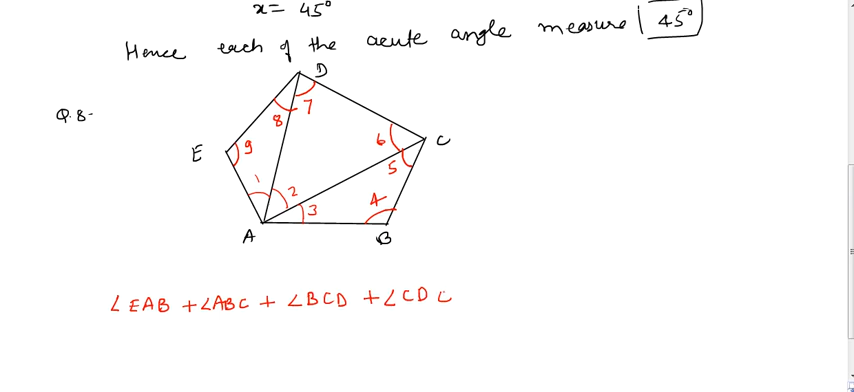 x = 45°
Hence each of the acute angle measure 45°
D
Q.8-
8 7
E 9 6 C
5
1 2 4
3
A B
∠EAB + ∠ABC + ∠BCD + ∠CD